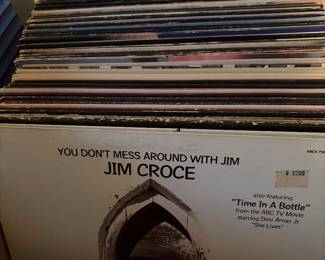 YOU DON'T MESS AROUND WITH JIM
JIM CROCE
also featuring
"Time In A Bottle"
from the ABC TV Movie
starring Desi Arnaz Jr.
"She Lives"